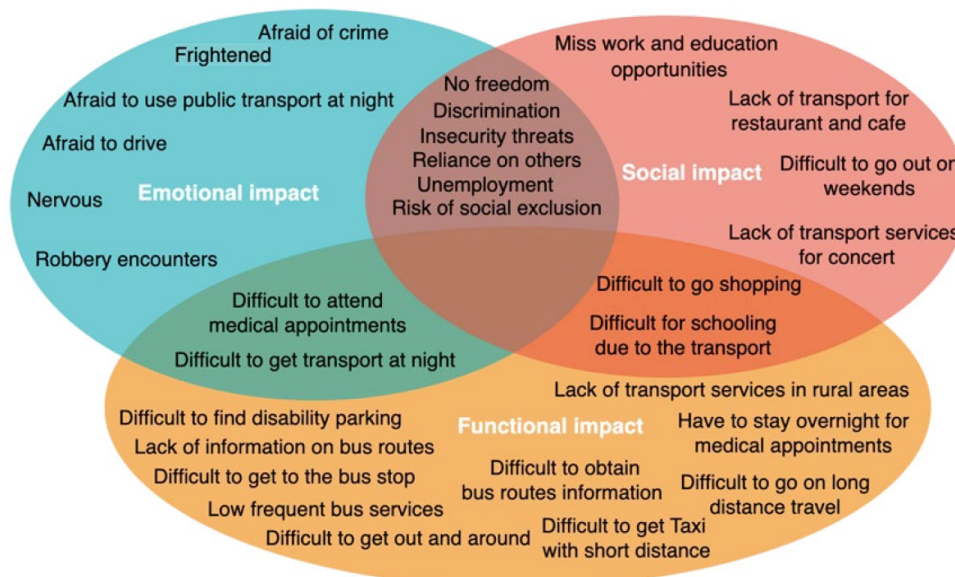 Afraid of crime
Frightened
Afraid to use public transport at night
Afraid to drive
Nervous
Emotional impact
Robbery encounters
No freedom
Discrimination
Insecurity threats
Reliance on others
Unemployment
Risk of social exclusion
Miss work and education
opportunities
Lack of transport for
restaurant and cafe
Social impact
Difficult to go out on
weekends
Lack of transport services
for concert
Difficult to attend
medical appointments
Difficult to get transport at night
Difficult to go shopping
Difficult for schooling
due to the transport
Lack of transport services in rural areas
Difficult to find disability parking
Functional impact
Have to stay overnight for
medical appointments
Lack of information on bus routes
Difficult to get to the bus stop
Difficult to obtain
bus routes information
Difficult to go on long
distance travel
Low frequent bus services
Difficult to get out and around
Difficult to get Taxi
with short distance